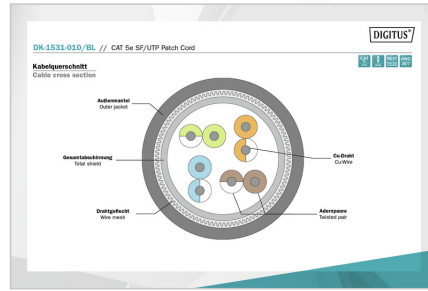 DIGITUS®
DK-1531-010/BL // CAT 5e SF/UTP Patch Cord
Kabelquerschnitt
Cable cross section
Außenmantel
Outer jacket
Gesamtabschirmung
Total shield
Drahtgeflecht
Wire mesh
Cu-Draht
Cu-Wire
Adernpaare
Twisted pair